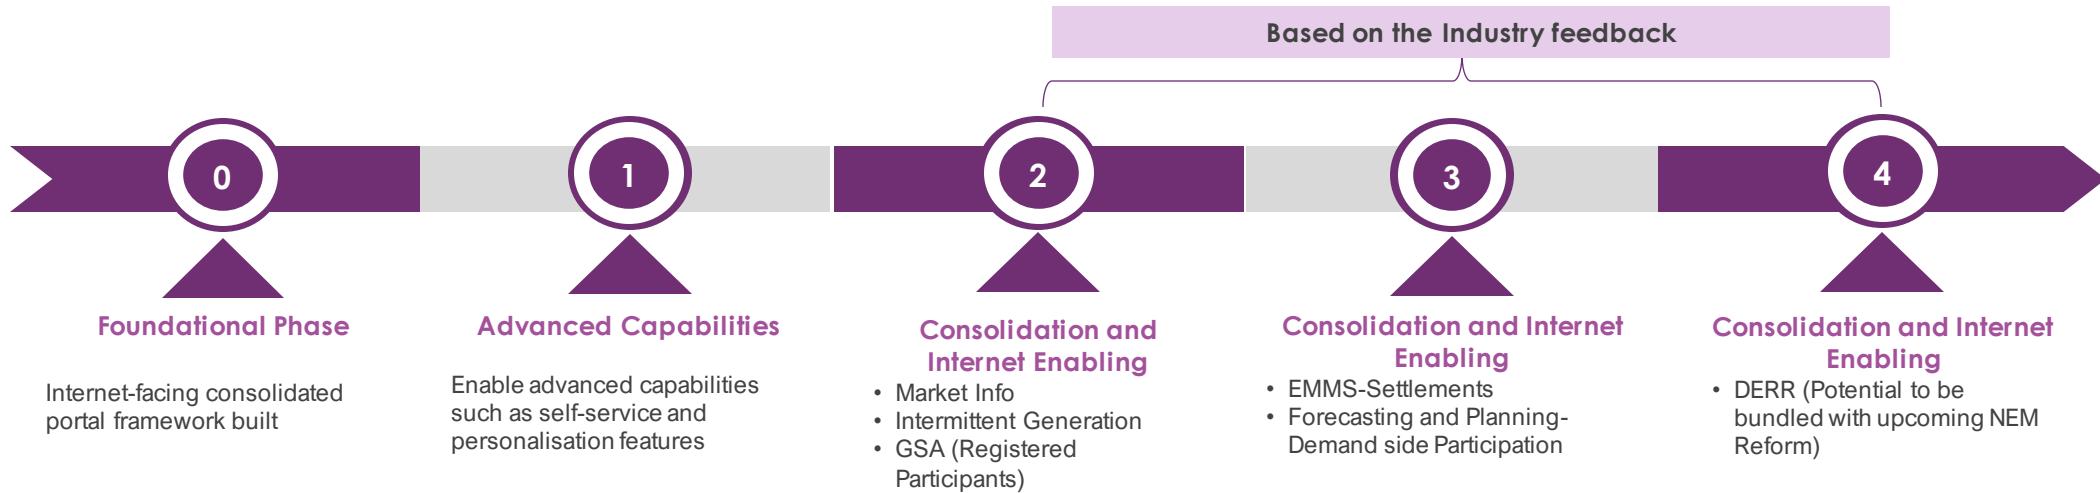 Based on the Industry feedback
0
1
2
3
4
Foundational Phase
Internet-facing consolidated
portal framework built
Advanced Capabilities
Enable advanced capabilities
such as self-service and
personalisation features
Consolidation and
Internet Enabling
• Market Info
• Intermittent Generation
• GSA (Registered
Participants)
Consolidation and Internet
Enabling
• EMMS-Settlements
• Forecasting and Planning-
Demand side Participation
Consolidation and Internet
Enabling
• DERR (Potential to be
bundled with upcoming NEM
Reform)